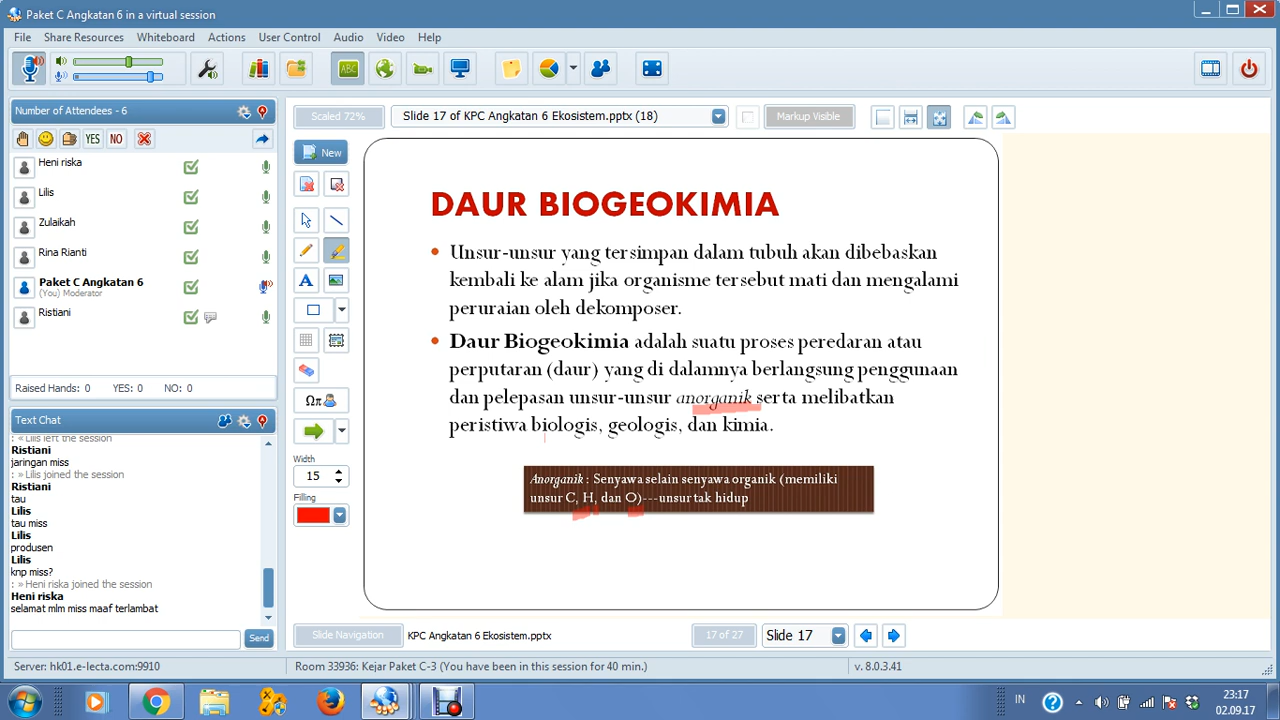 Paket C Angkatan 6 in a virtual session
File Share Resources Whiteboard Actions User Control Audio Video Help
ABC
Number of Attendees - 6
YES NO
Heni riska
Lilis
Zulaikah
Rina Rianti
Paket C Angkatan 6
(You) Moderator
Ristiani
Raised Hands: 0 YES: 0 NO: 0
Text Chat
: » Lilis left the session
Ristiani
jaringan miss
: » Lilis joined the session
Ristiani
tau
Lilis
tau miss
Lilis
produsen
Lilis
knp miss?
: » Heni riska joined the session
Heni riska
selamat mlm miss maaf terlambat
Send
Scaled 72%
Slide 17 of KPC Angkatan 6 Ekosistem.pptx (18)
Markup Visible
New
A
Ωπ
Width
15
Filling
DAUR BIOGEOKIMIA
• Unsur-unsur yang tersimpan dalam tubuh akan dibebaskan
kembali ke alam jika organisme tersebut mati dan mengalami
peruraian oleh dekomposer.
• Daur Biogeokimia adalah suatu proses peredaran atau
perputaran (daur) yang di dalamnya berlangsung penggunaan
dan pelepasan unsur-unsur anorganik serta melibatkan
peristiwa biologis, geologis, dan kimia.
Anorganik : Senyawa selain senyawa organik (memiliki
unsur C, H, dan O)---unsur tak hidup
Slide Navigation
KPC Angkatan 6 Ekosistem.pptx
17 of 27
Slide 17
Server: hk01.e-lecta.com:9910
Room 33936: Kejar Paket C-3 (You have been in this session for 40 min.)
v. 8.0.3.41
IN
23:17
02.09.17